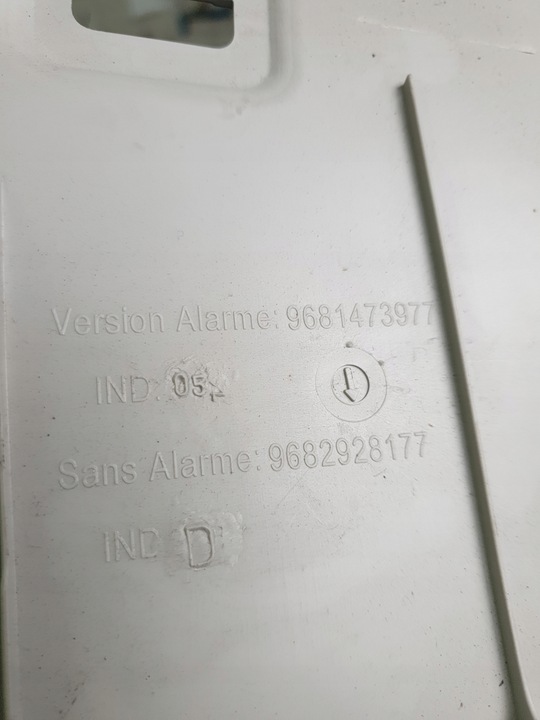 Version Alarme: 9681473977
IND: 05
Sans Alarme: 9682928177
IND D